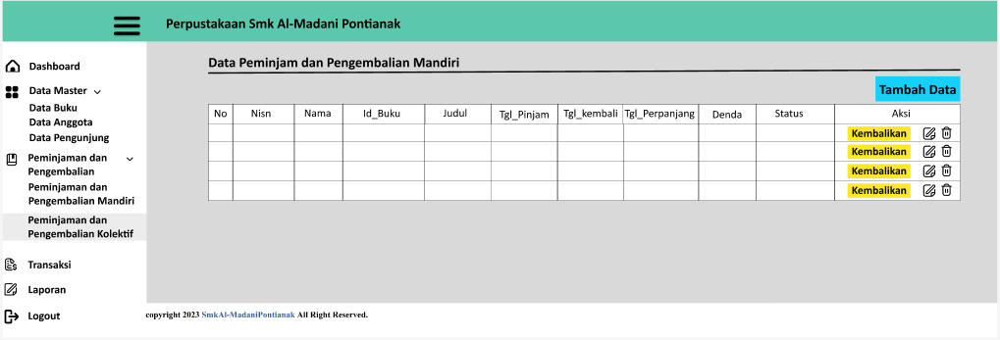 Perpustakaan Smk Al-Madani Pontianak
Dashboard
Data Master
Data Buku
Data Anggota
Data Pengunjung
Peminjaman dan
Pengembalian
Peminjaman dan
Pengembalian Mandiri
Peminjaman dan
Pengembalian Kolektif
Transaksi
Laporan
Logout
Data Peminjam dan Pengembalian Mandiri
Tambah Data
No Nisn Nama Id_Buku Judul Tgl_Pinjam Tgl_kembali Tgl_Perpanjang Denda Status Aksi
Kembalikan
Kembalikan
Kembalikan
Kembalikan
copyright 2023 SmkAl-MadaniPontianak All Right Reserved.